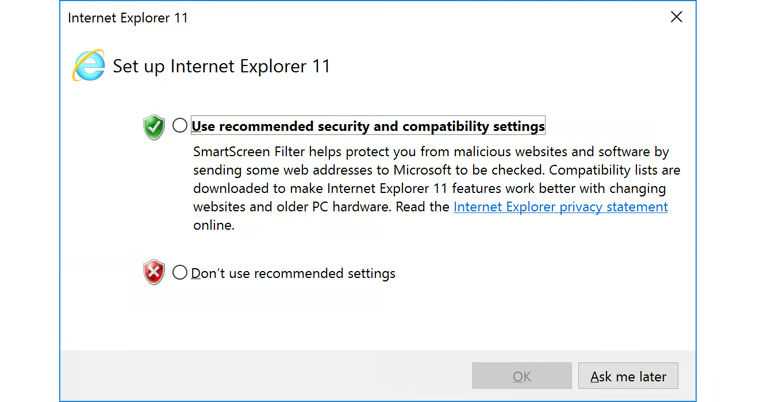 Internet Explorer 11
Set up Internet Explorer 11
Use recommended security and compatibility settings
SmartScreen Filter helps protect you from malicious websites and software by
sending some web addresses to Microsoft to be checked. Compatibility lists are
downloaded to make Internet Explorer 11 features work better with changing
websites and older PC hardware. Read the Internet Explorer privacy statement
online.
Don't use recommended settings
OK
Ask me later